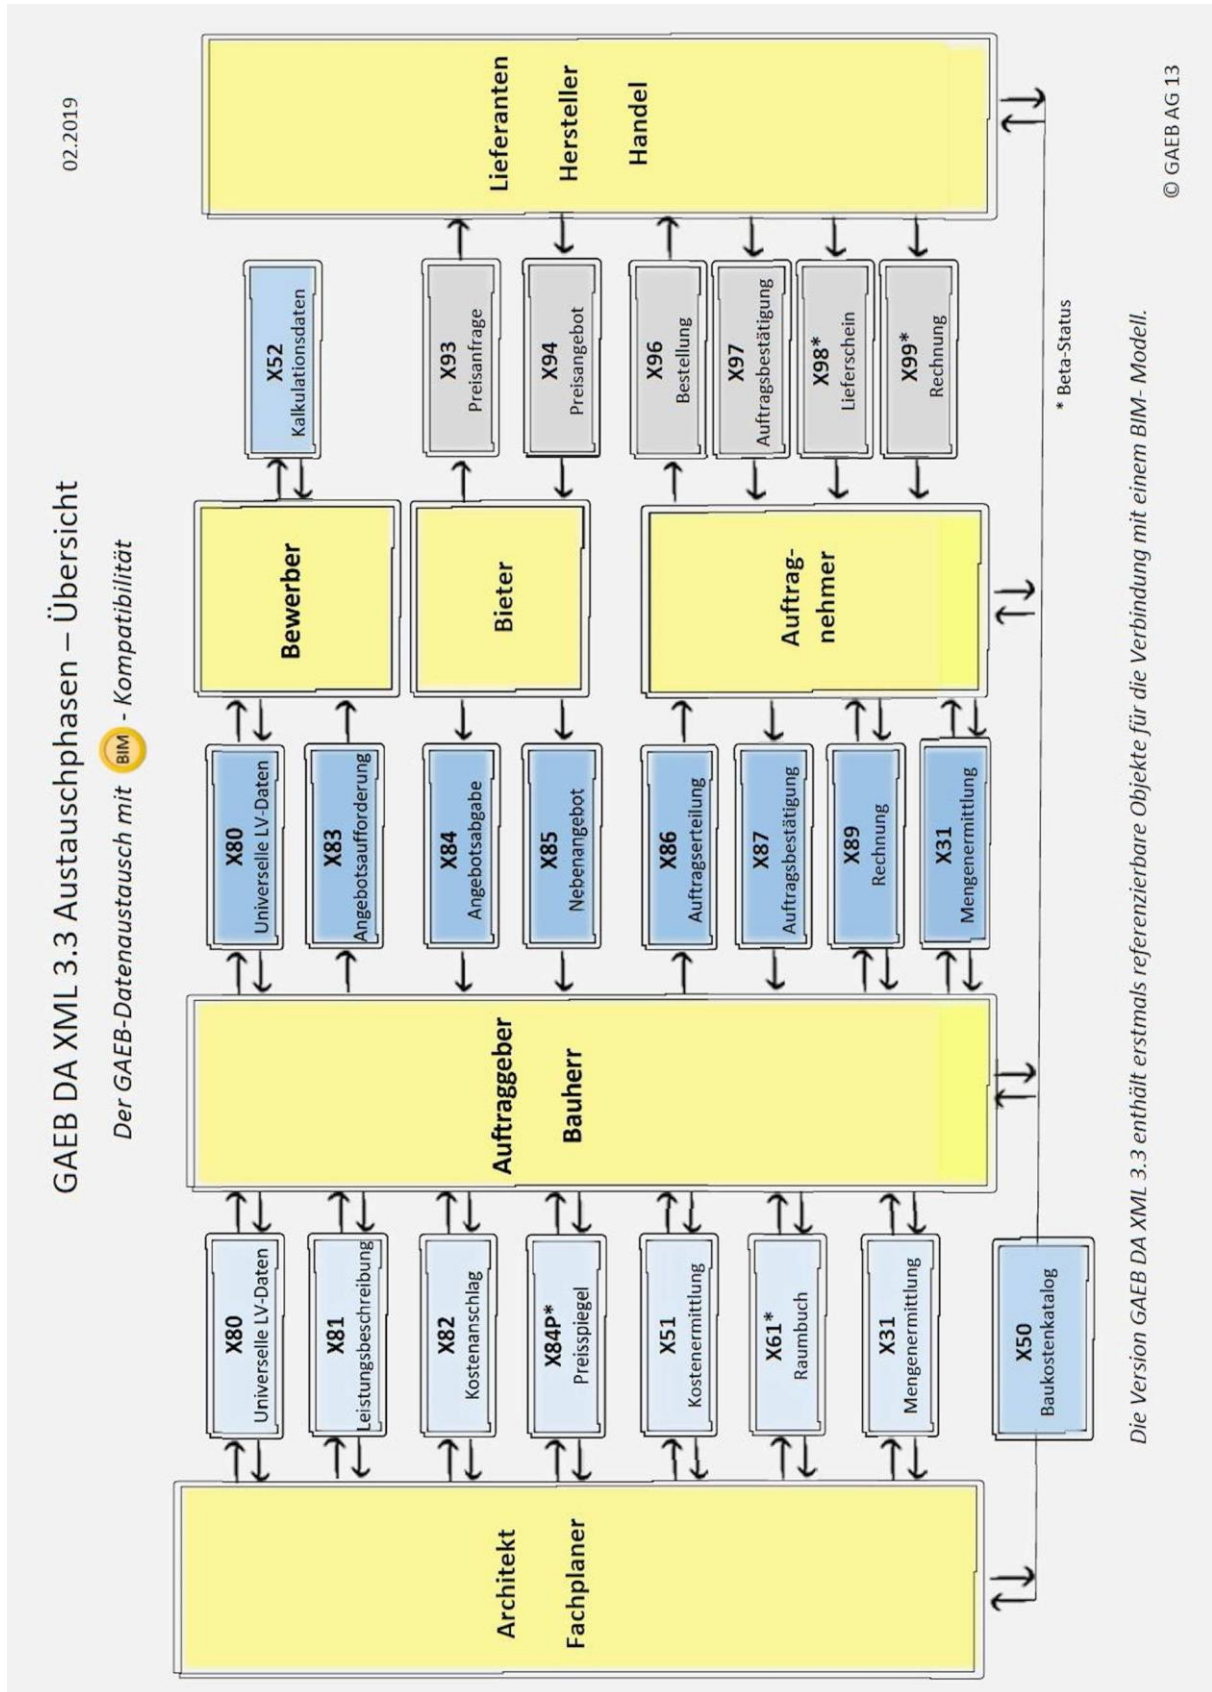 GAEB DA XML 3.3 Austauschphasen – Übersicht
02.2019
Der GAEB-Datenaustausch mit BIM - Kompatibilität
Architekt
Fachplaner
X80
Universelle LV-Daten
X81
Leistungsbeschreibung
X82
Kostenanschlag
X84P*
Preisspiegel
X51
Kostenermittlung
X61*
Raumbuch
X31
Mengenermittlung
X50
Baukostenkatalog
Auftraggeber
Bauherr
X80
Universelle LV-Daten
X83
Angebotsaufforderung
X84
Angebotsabgabe
X85
Nebenangebot
X86
Auftragserteilung
X87
Auftragsbestätigung
X89
Rechnung
X31
Mengenermittlung
Bewerber
Bieter
Auftrag-
nehmer
X52
Kalkulationsdaten
X93
Preisanfrage
X94
Preisangebot
X96
Bestellung
X97
Auftragsbestätigung
X98*
Lieferschein
X99*
Rechnung
Lieferanten
Hersteller
Handel
* Beta-Status
Die Version GAEB DA XML 3.3 enthält erstmals referenzierbare Objekte für die Verbindung mit einem BIM- Modell.
© GAEB AG 13